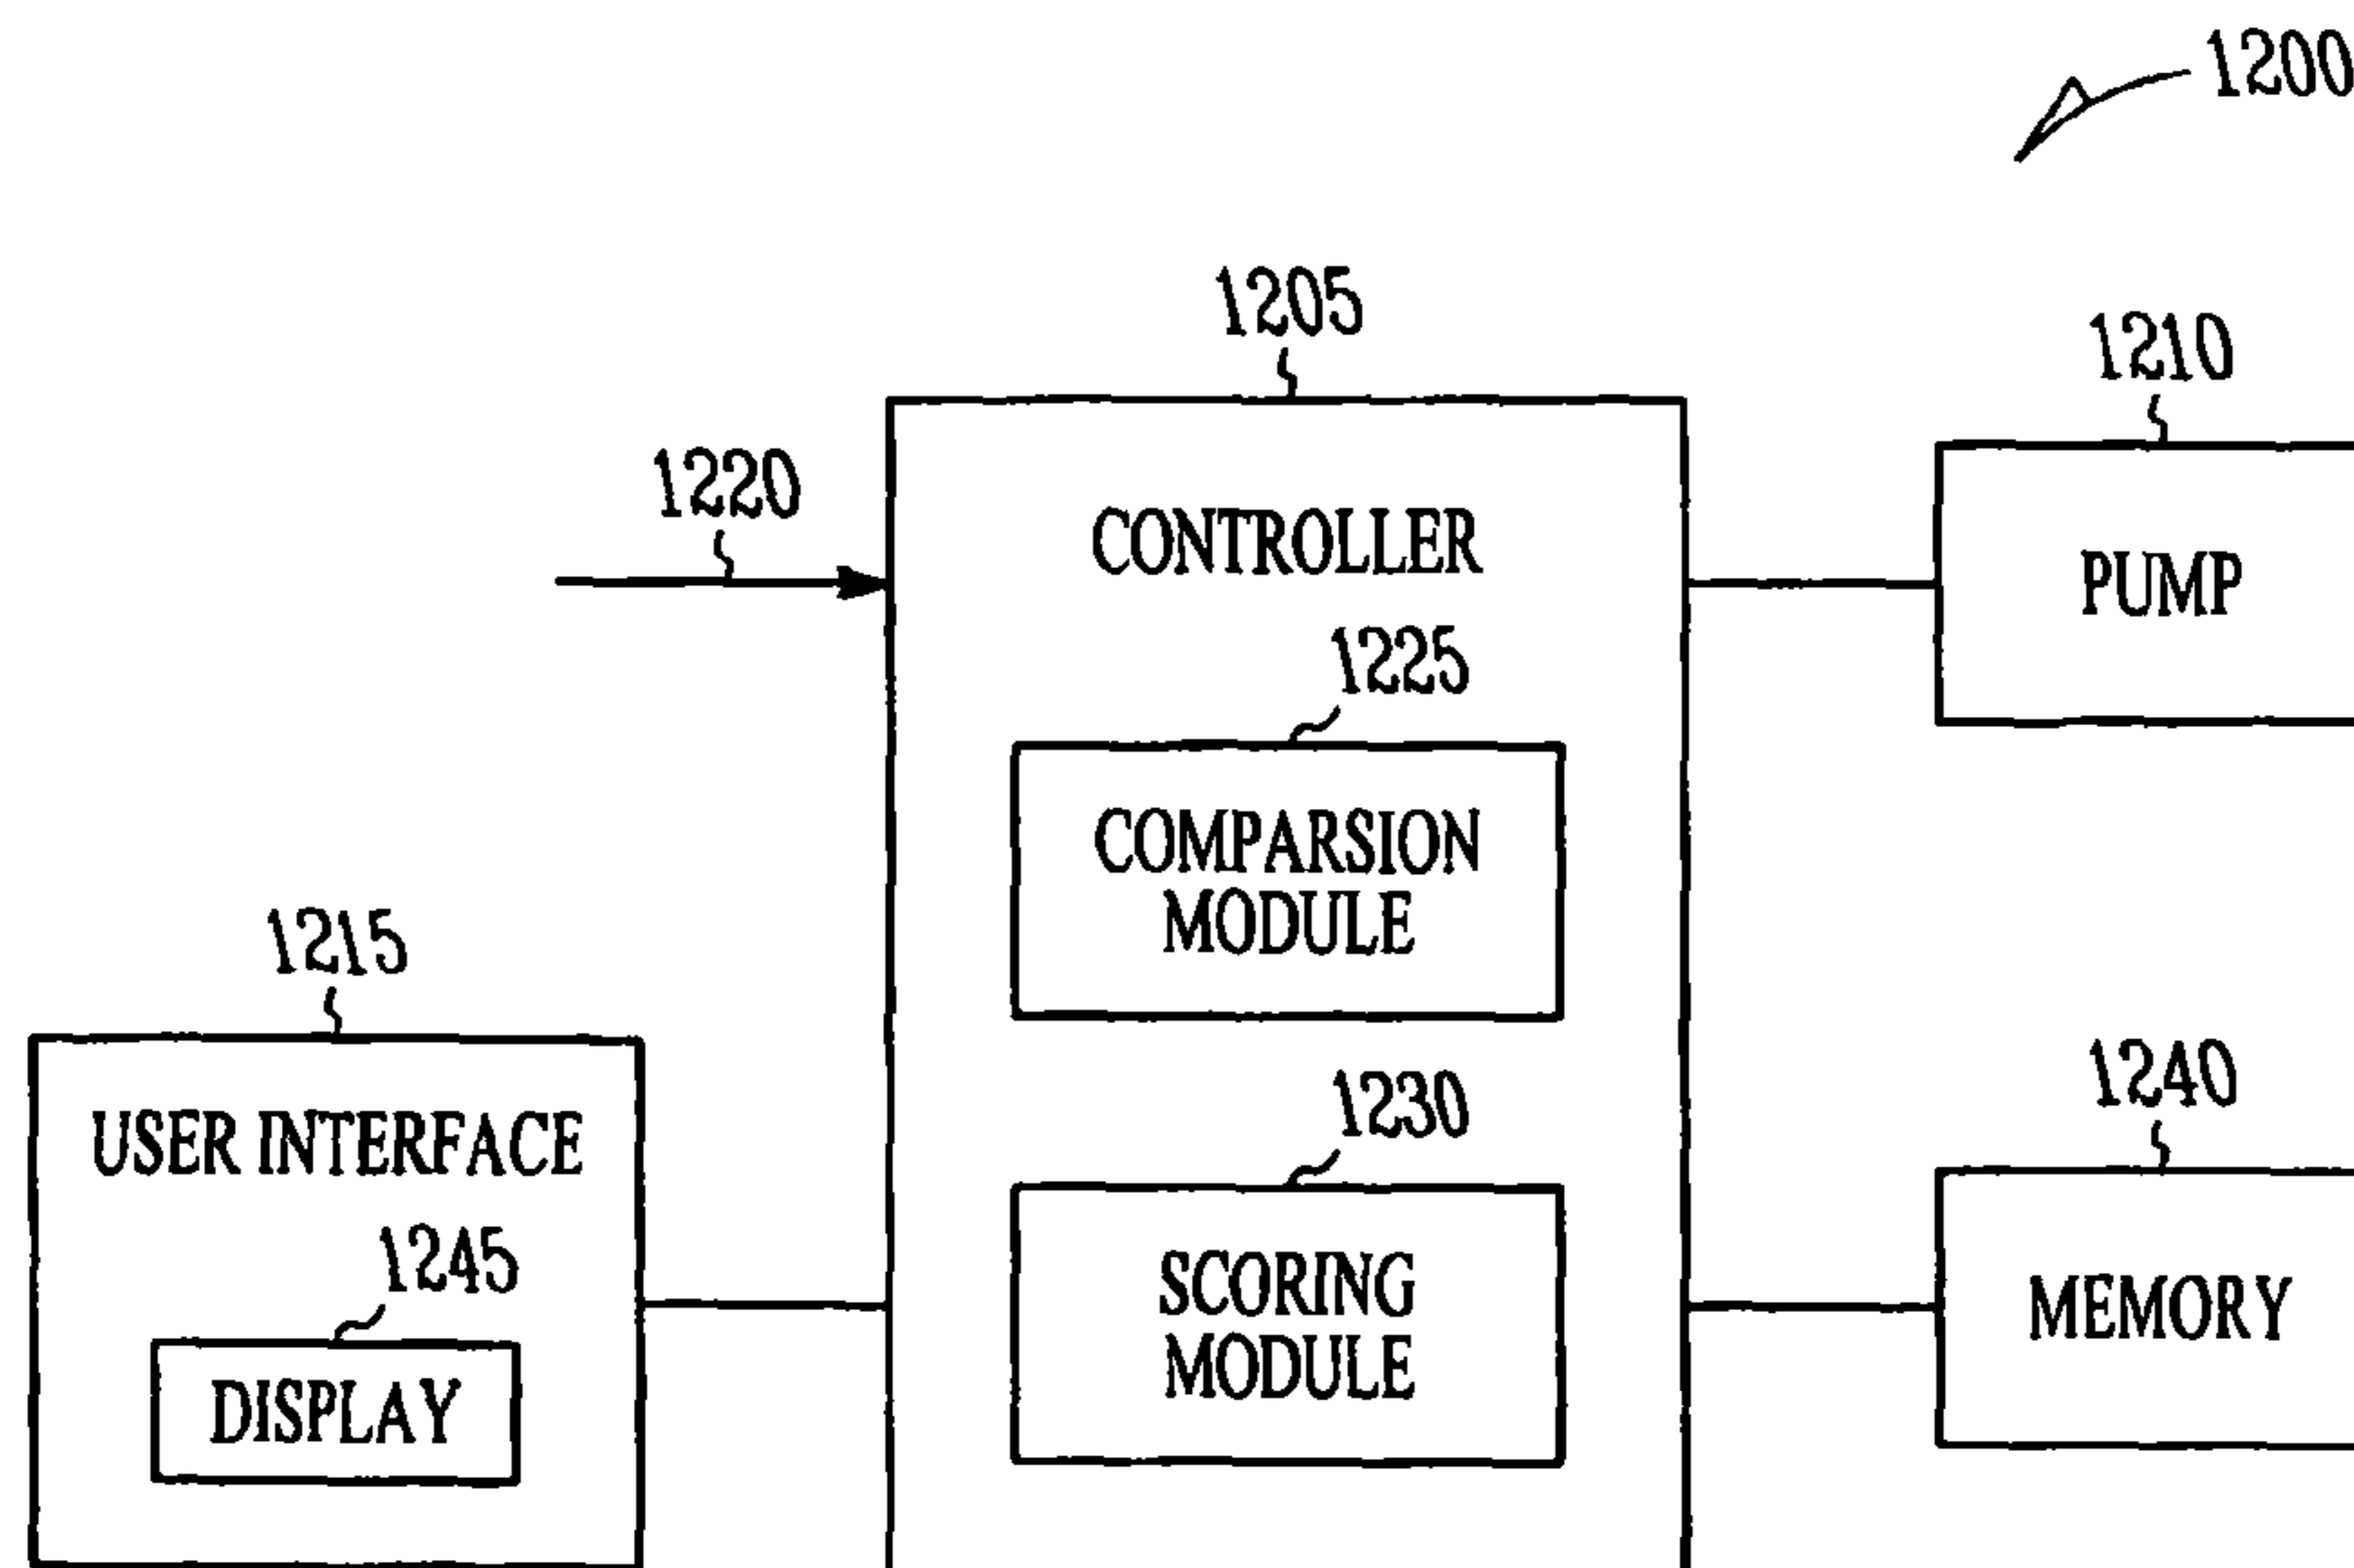 1200
1205
1210
1220
CONTROLLER
PUMP
1225
COMPARSION
MODULE
1215
USER INTERFACE
1245
DISPLAY
1230
SCORING
MODULE
1240
MEMORY